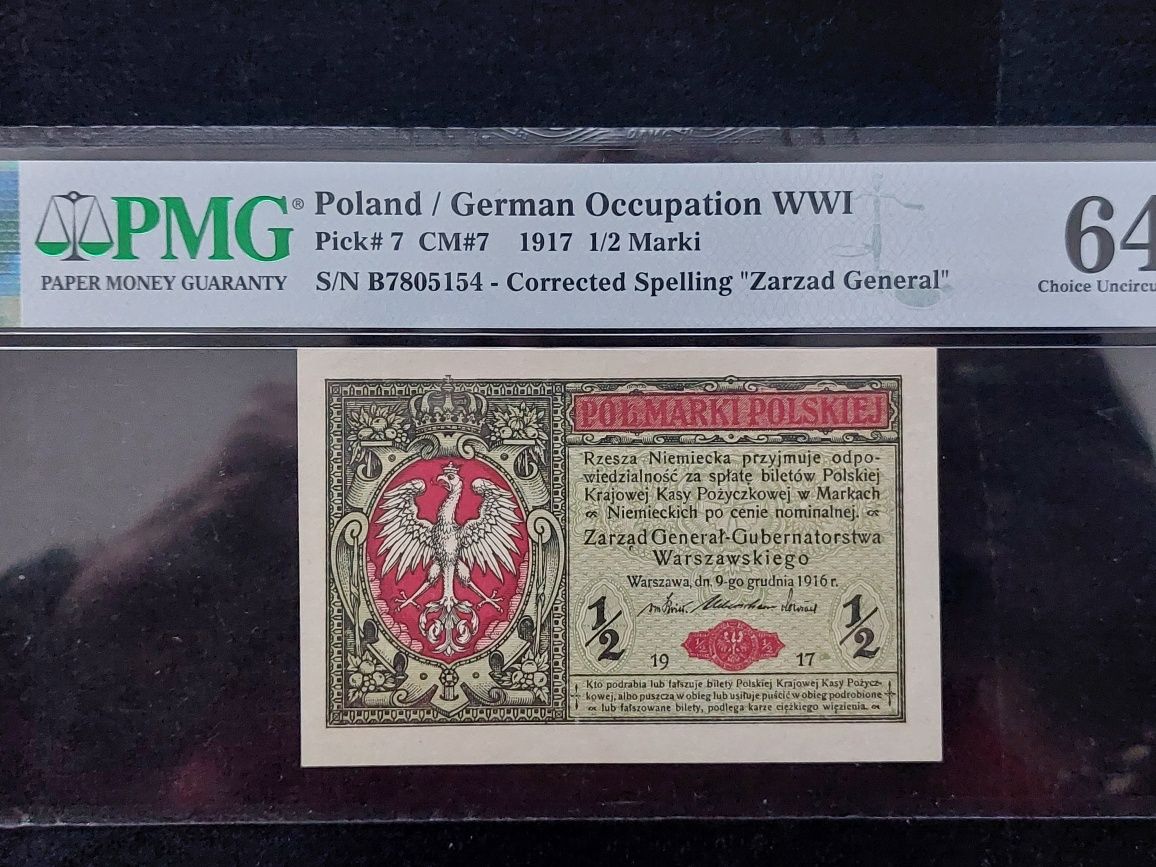 PMG® Poland / German Occupation WWI
Pick# 7 CM#7 1917 1/2 Marki
PAPER MONEY GUARANTY
S/N B7805154 - Corrected Spelling "Zarzad General"
64
Choice Uncircu
PÓŁ MARKI POLSKIEJ
Rzesza Niemiecka przyjmuje odpo-
wiedzialność za spłatę biletów Polskiej
Krajowej Kasy Pożyczkowej w Markach
Niemieckich po cenie nominalnej.
Zarząd Generał-Gubernatorstwa
Warszawskiego
Warszawa, dn. 9-go grudnia 1916 r.
1/2
1/2
19 17
Kto podrabia lub fałszuje bilety Polskiej Krajowej Kasy Pożycz-
kowej, albo puszcza w obieg lub usiłuje puścić w obieg podrobione
lub fałszowane bilety, podlega karze ciężkiego więzienia.